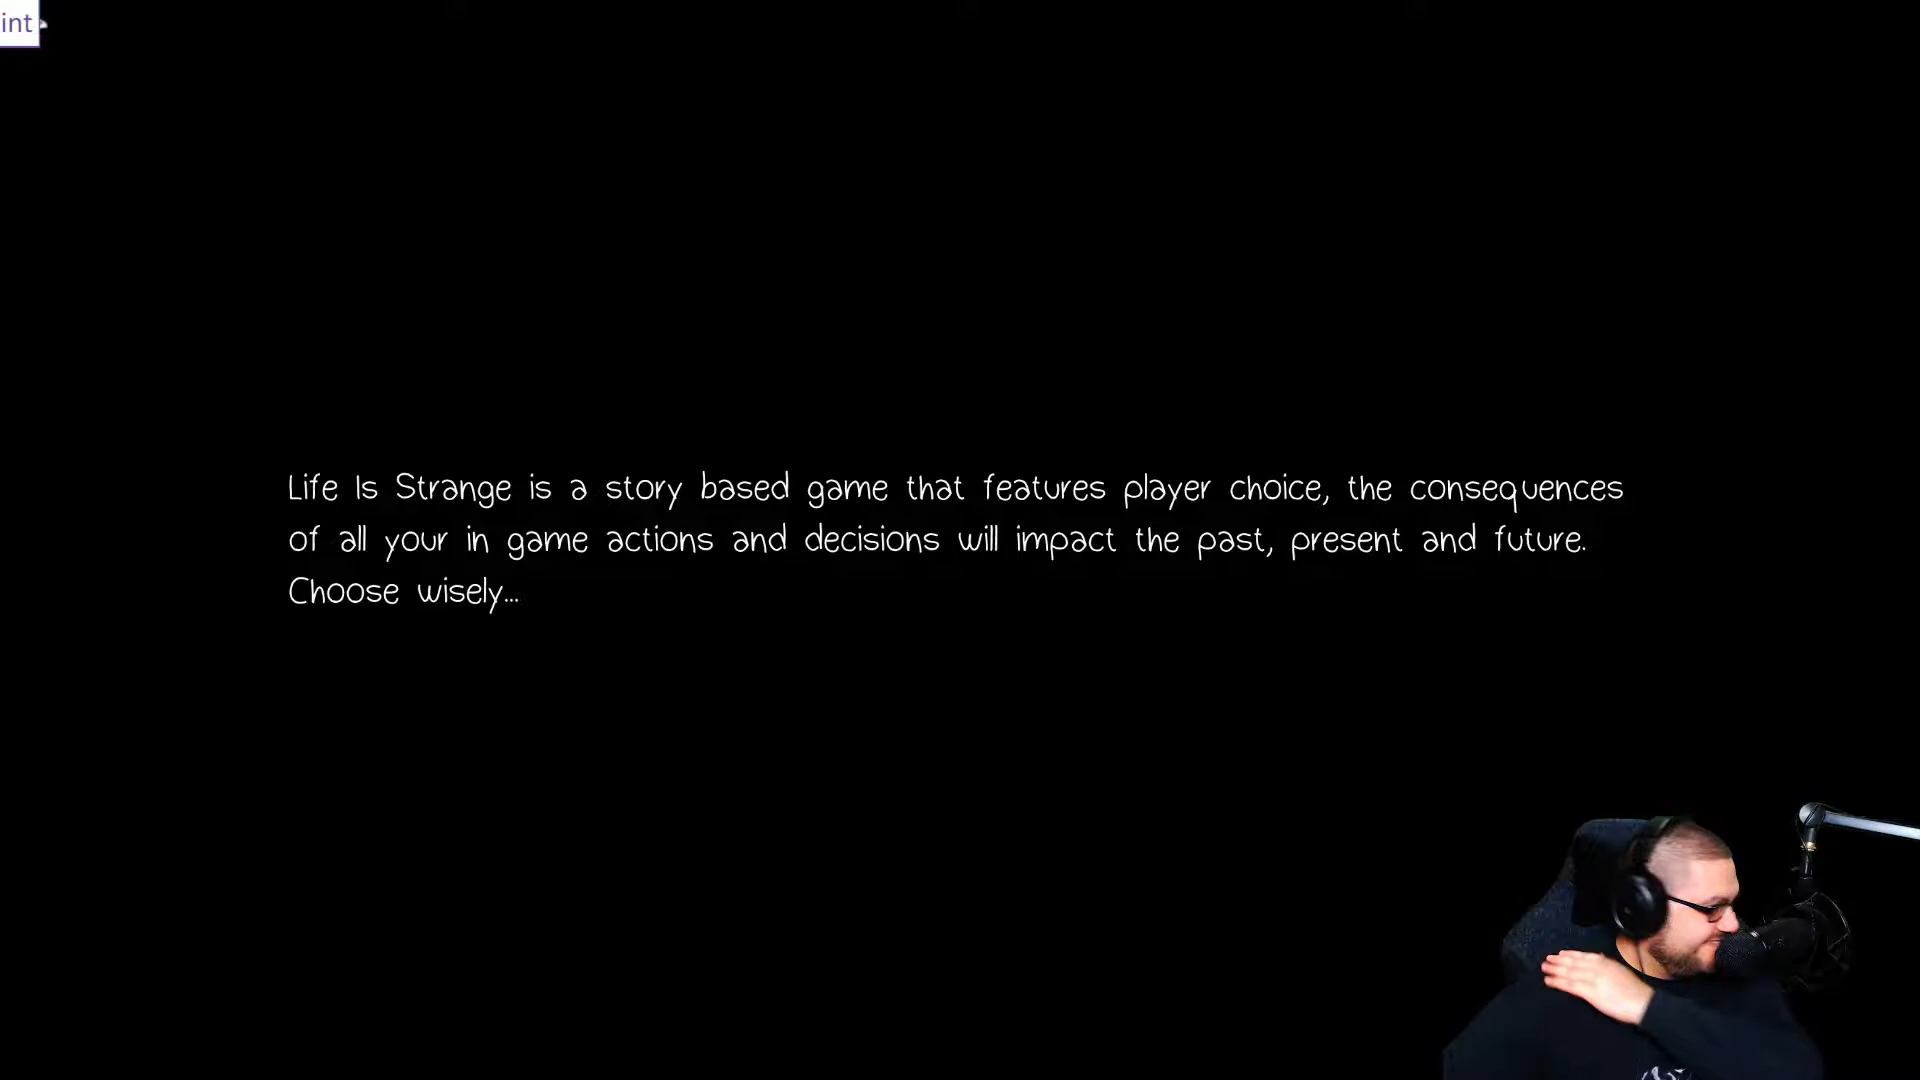 int
Life Is Strange is a story based game that features player choice, the consequences
of all your in game actions and decisions will impact the past, present and future.
Choose wisely...